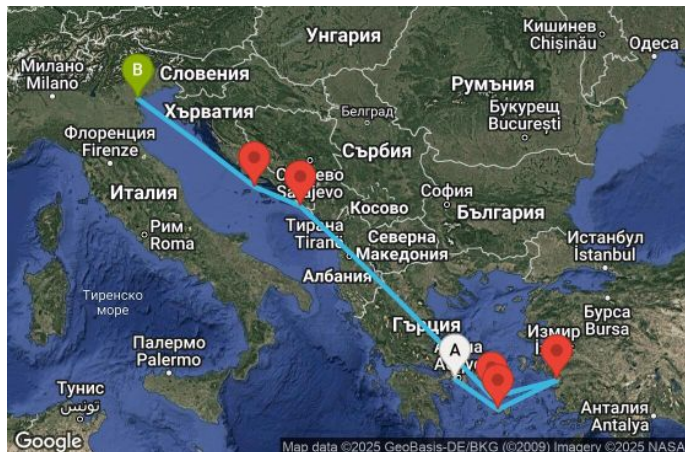 Кишинев
Chișinău
Одеса
Унгария
Милано
Milano
Словения
Румъния
Букурещ
București
Хърватия
Белград
Флоренция
Firenze
Сърбия
Sarajevo
Италия
София
Косово
България
Рим
Roma
Тирана
Tiranë
Северна
Македония
Истанбул
İstanbul
Албания
Бурса
Bursa
Тиренско
море
Гърция
Измир
Палермо
Palermo
Тунис
تونس
Анталия
Antalya
A
B
Google
Map data ©2025 GeoBasis-DE/BKG (©2009) Imagery ©2025 NASA